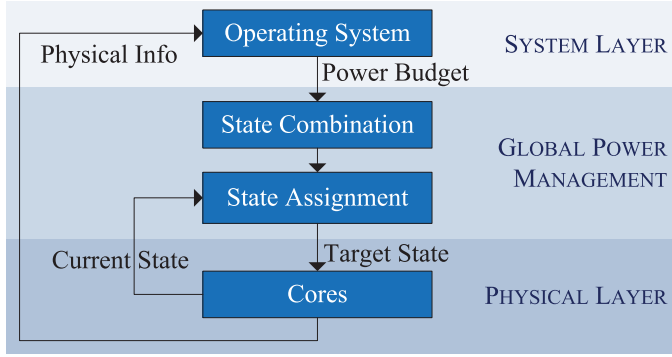 Operating System
Physical Info
SYSTEM LAYER
Power Budget
State Combination
GLOBAL POWER
MANAGEMENT
State Assignment
Target State
Current State
Cores
PHYSICAL LAYER